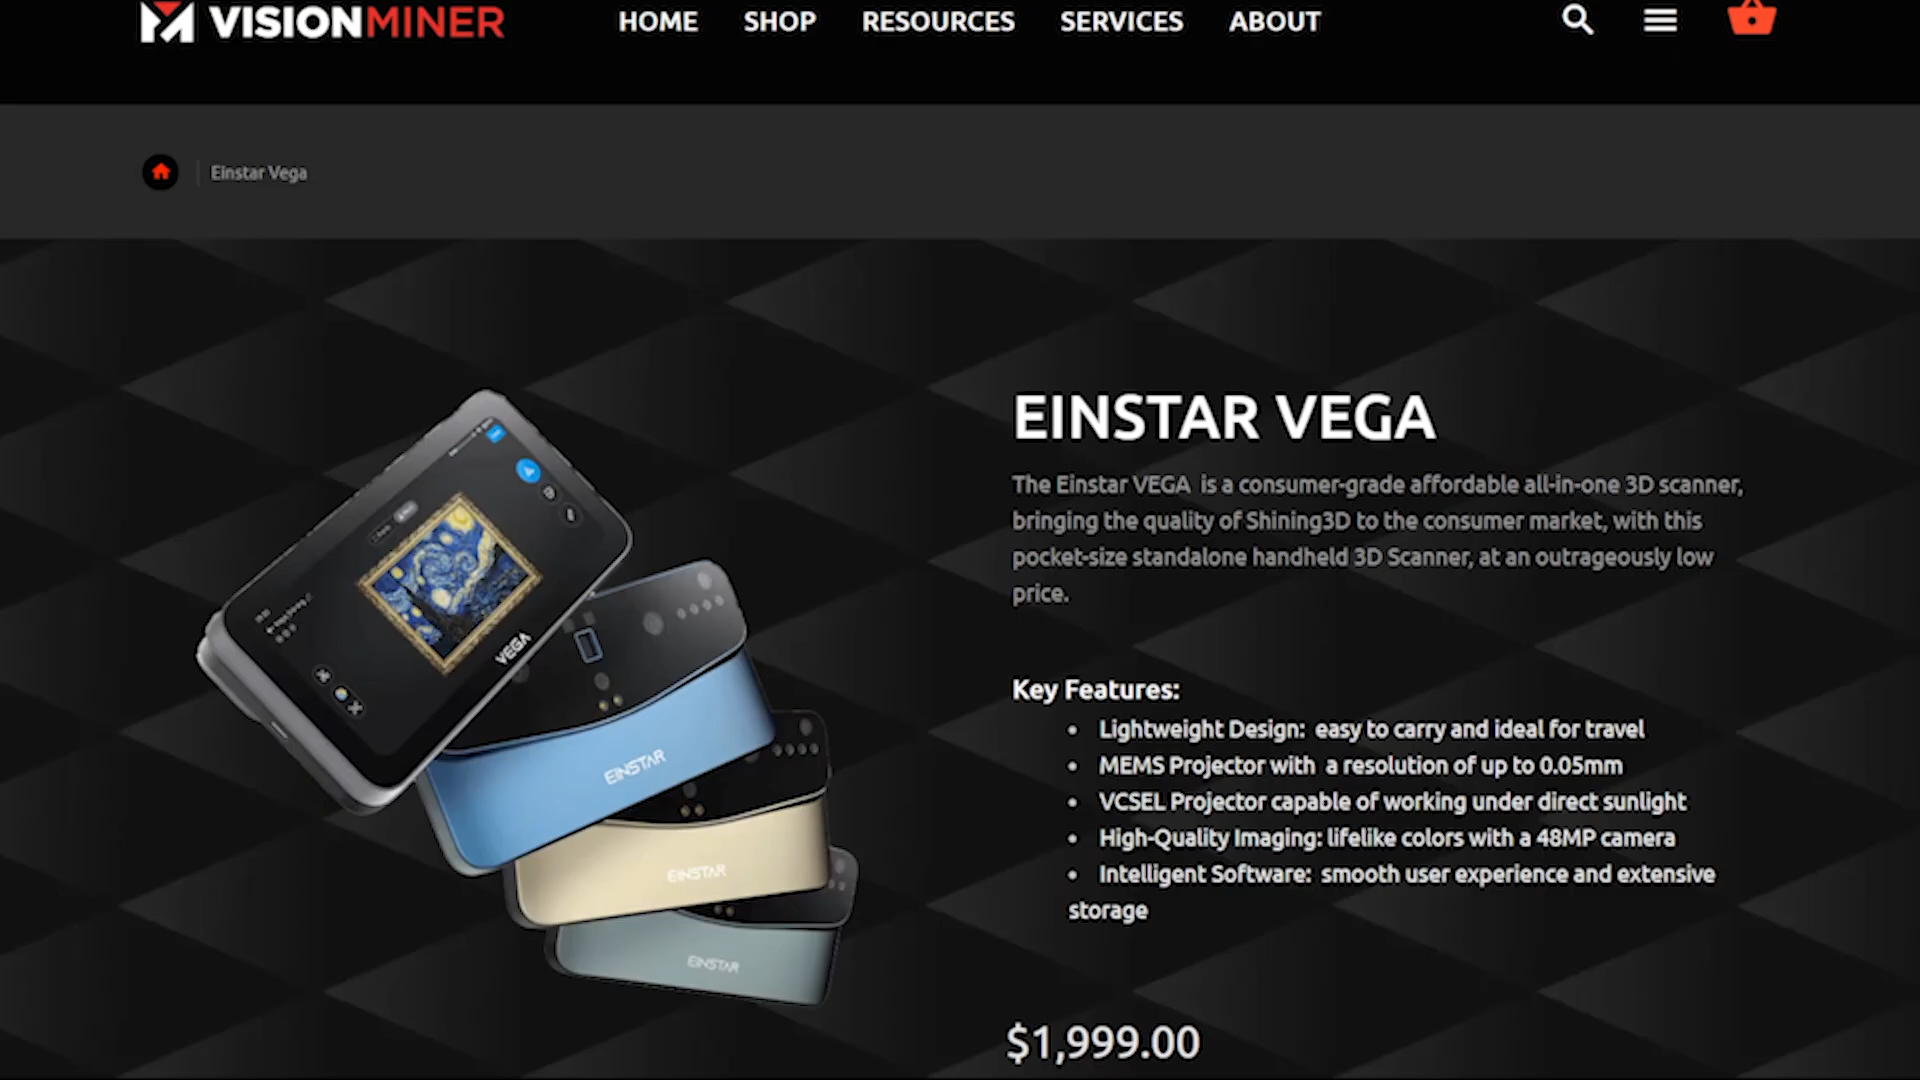 VISIONMINER
HOME SHOP RESOURCES SERVICES ABOUT
Einstar Vega
EINSTAR VEGA
The Einstar VEGA is a consumer-grade affordable all-in-one 3D scanner,
bringing the quality of Shining3D to the consumer market, with this
pocket-size standalone handheld 3D Scanner, at an outrageously low
price.
Key Features:
• Lightweight Design: easy to carry and ideal for travel
• MEMS Projector with a resolution of up to 0.05mm
• VCSEL Projector capable of working under direct sunlight
• High-Quality Imaging: lifelike colors with a 48MP camera
• Intelligent Software: smooth user experience and extensive
storage
$1,999.00
VEGA
EINSTAR
EINSTAR
EINSTAR